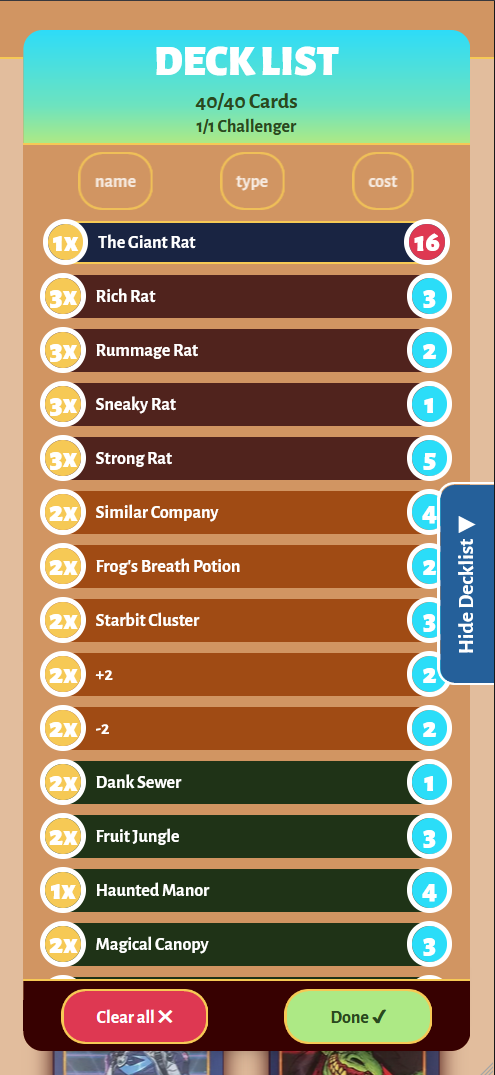 DECK LIST
40/40 Cards
1/1 Challenger
name type cost
1x The Giant Rat 16
3x Rich Rat 3
3x Rummage Rat 2
3x Sneaky Rat 1
3x Strong Rat 5
2x Similar Company 4
2x Frog's Breath Potion 2
2x Starbit Cluster 3
2x +2 2
2x -2 2
2x Dank Sewer 1
2x Fruit Jungle 3
1x Haunted Manor 4
2x Magical Canopy 3
Hide Decklist ▼
Clear all ✕ Done ✓